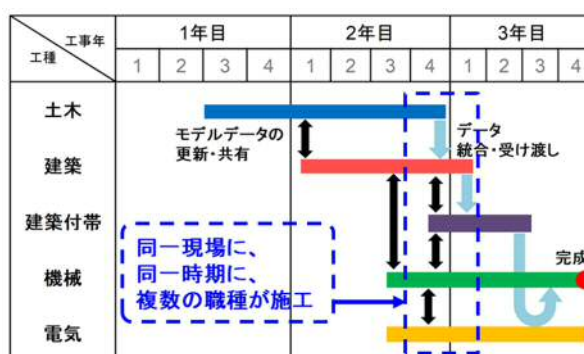 工事年
工種
1年目 2年目 3年目
1 2 3 4 1 2 3 4 1 2 3 4
土木
モデルデータの
更新・共有
データ
統合・受け渡し
建築
建築付帯
同一現場に、
同一時期に、
複数の職種が施工
完成
機械
電気